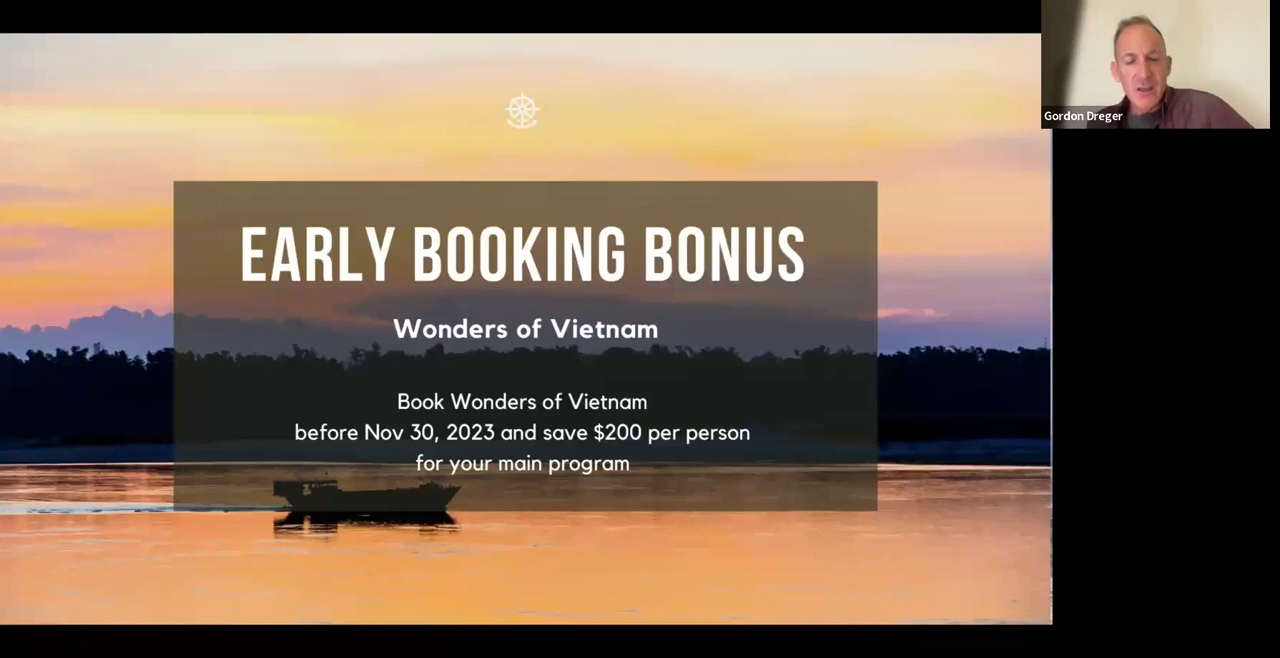 Gordon Dreger
EARLY BOOKING BONUS
Wonders of Vietnam
Book Wonders of Vietnam
before Nov 30, 2023 and save $200 per person
for your main program